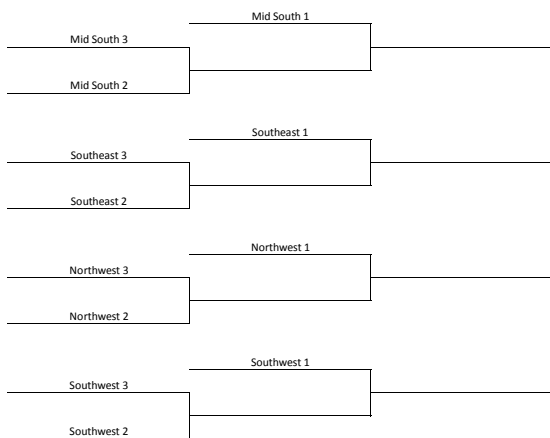 Mid South 1
Mid South 3
Mid South 2
Southeast 1
Southeast 3
Southeast 2
Northwest 1
Northwest 3
Northwest 2
Southwest 1
Southwest 3
Southwest 2